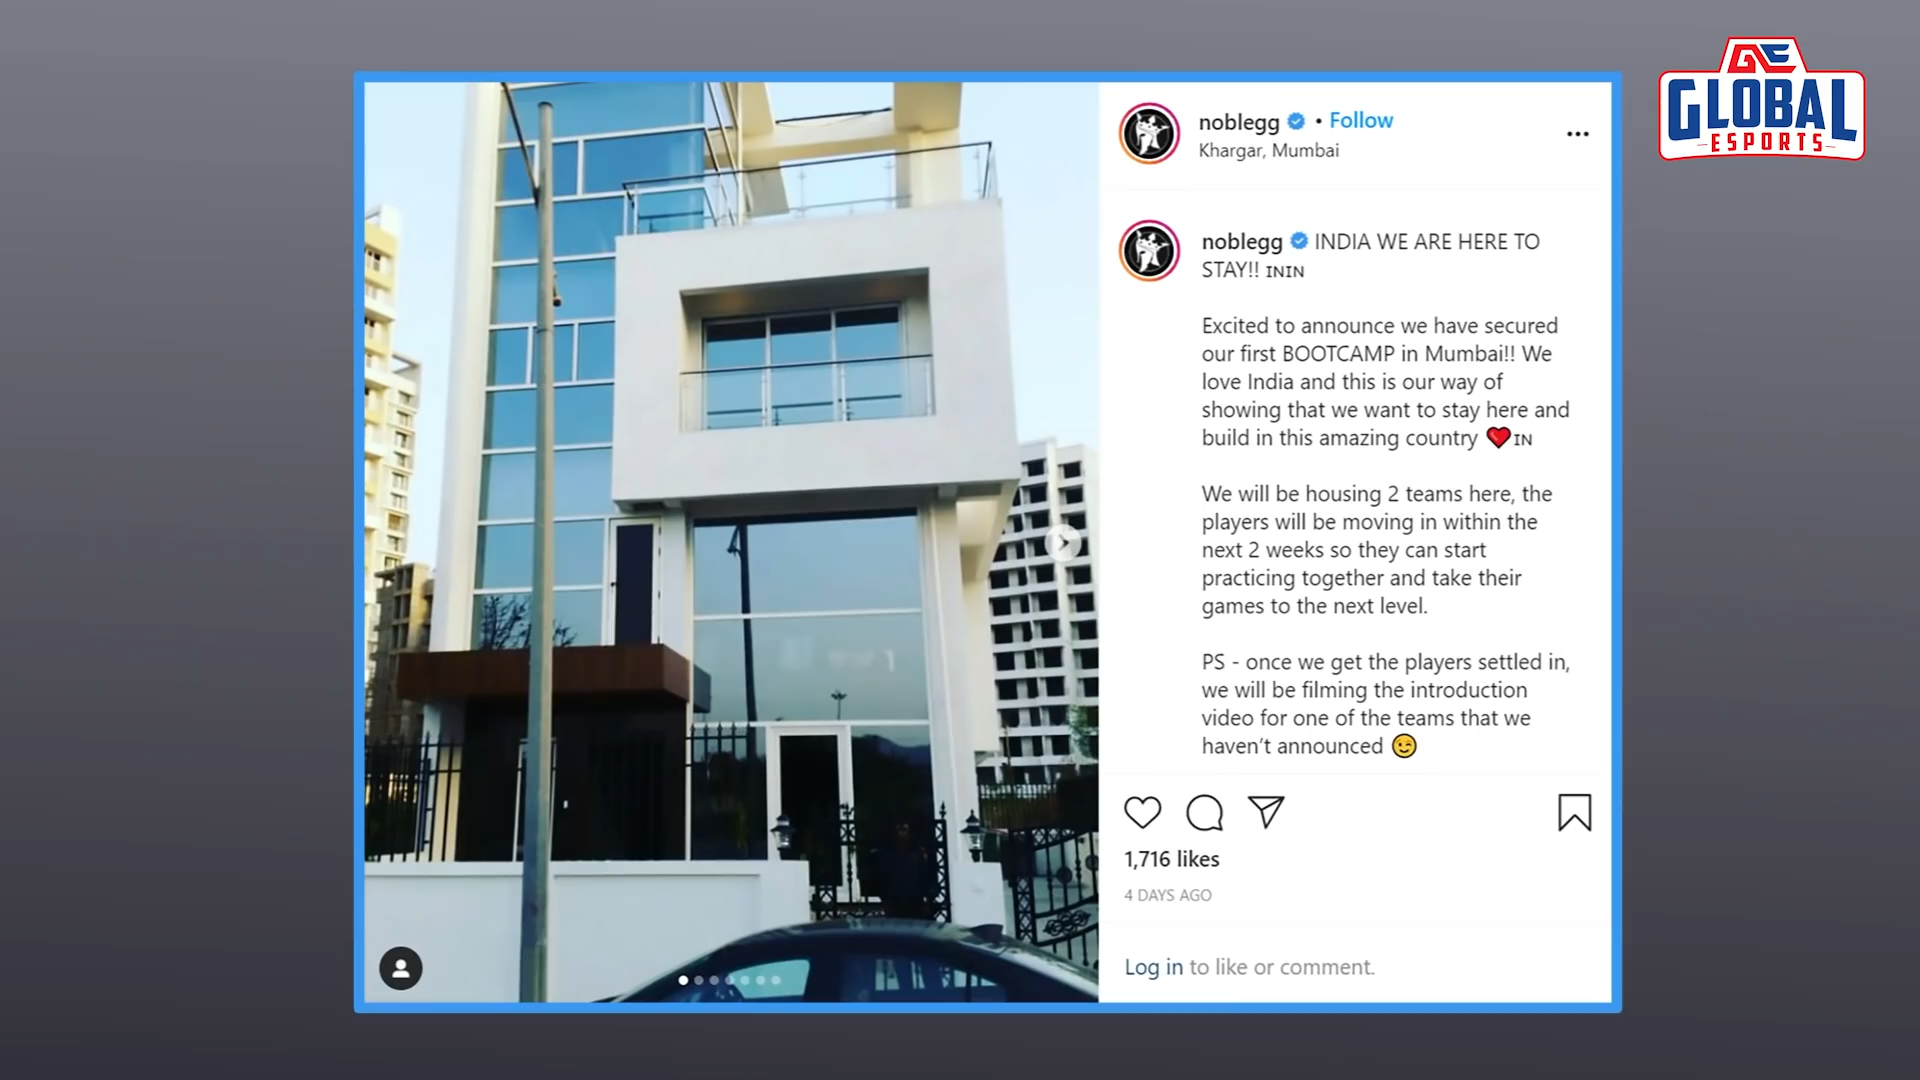 GE
GLOBAL
ESPORTS
noblegg • Follow
Khargar, Mumbai
noblegg INDIA WE ARE HERE TO
STAY!! ININ
Excited to announce we have secured
our first BOOTCAMP in Mumbai!! We
love India and this is our way of
showing that we want to stay here and
build in this amazing country ❤️IN
We will be housing 2 teams here, the
players will be moving in within the
next 2 weeks so they can start
practicing together and take their
games to the next level.
PS - once we get the players settled in,
we will be filming the introduction
video for one of the teams that we
haven’t announced 😉
1,716 likes
4 DAYS AGO
Log in to like or comment.